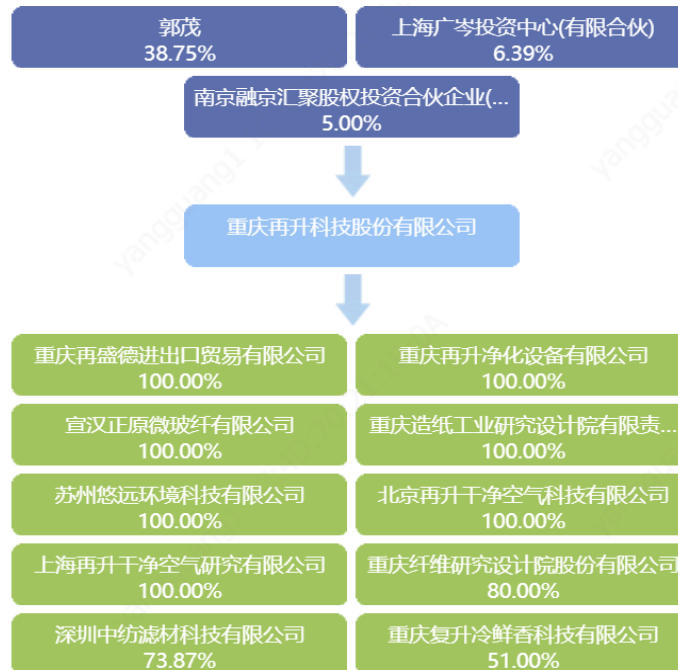 郭茂
38.75%
上海广岑投资中心(有限合伙)
6.39%
南京融京汇聚股权投资合伙企业(...
5.00%
重庆再升科技股份有限公司
重庆再盛德进出口贸易有限公司
100.00%
重庆再升净化设备有限公司
100.00%
宣汉正原微玻纤有限公司
100.00%
重庆造纸工业研究设计院有限责...
100.00%
苏州悠远环境科技有限公司
100.00%
北京再升干净空气科技有限公司
100.00%
上海再升干净空气研究有限公司
100.00%
重庆纤维研究设计院股份有限公司
80.00%
深圳中纺滤材科技有限公司
73.87%
重庆复升冷鲜香科技有限公司
51.00%